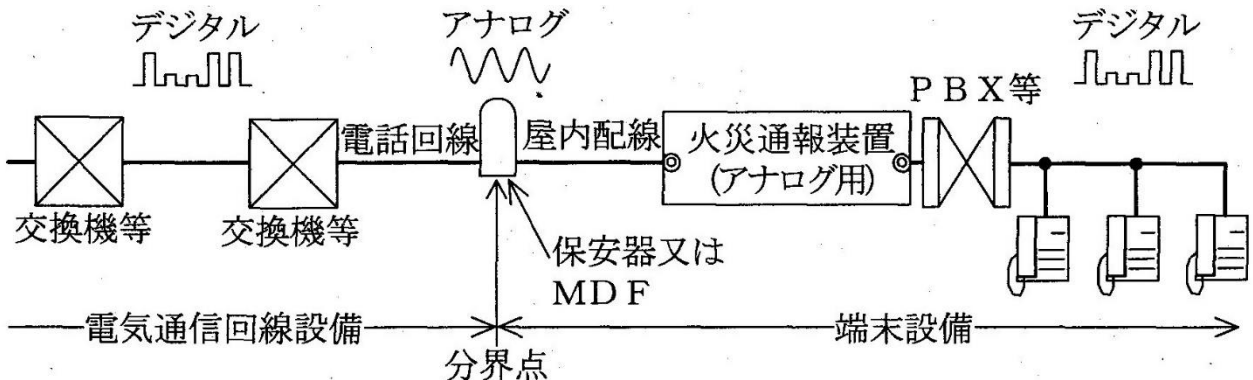 デジタル
アナログ
デジタル
PBX等
電話回線
屋内配線
火災通報装置
(アナログ用)
交換機等
交換機等
保安器又は
MDF
電気通信回線設備
端末設備
分界点